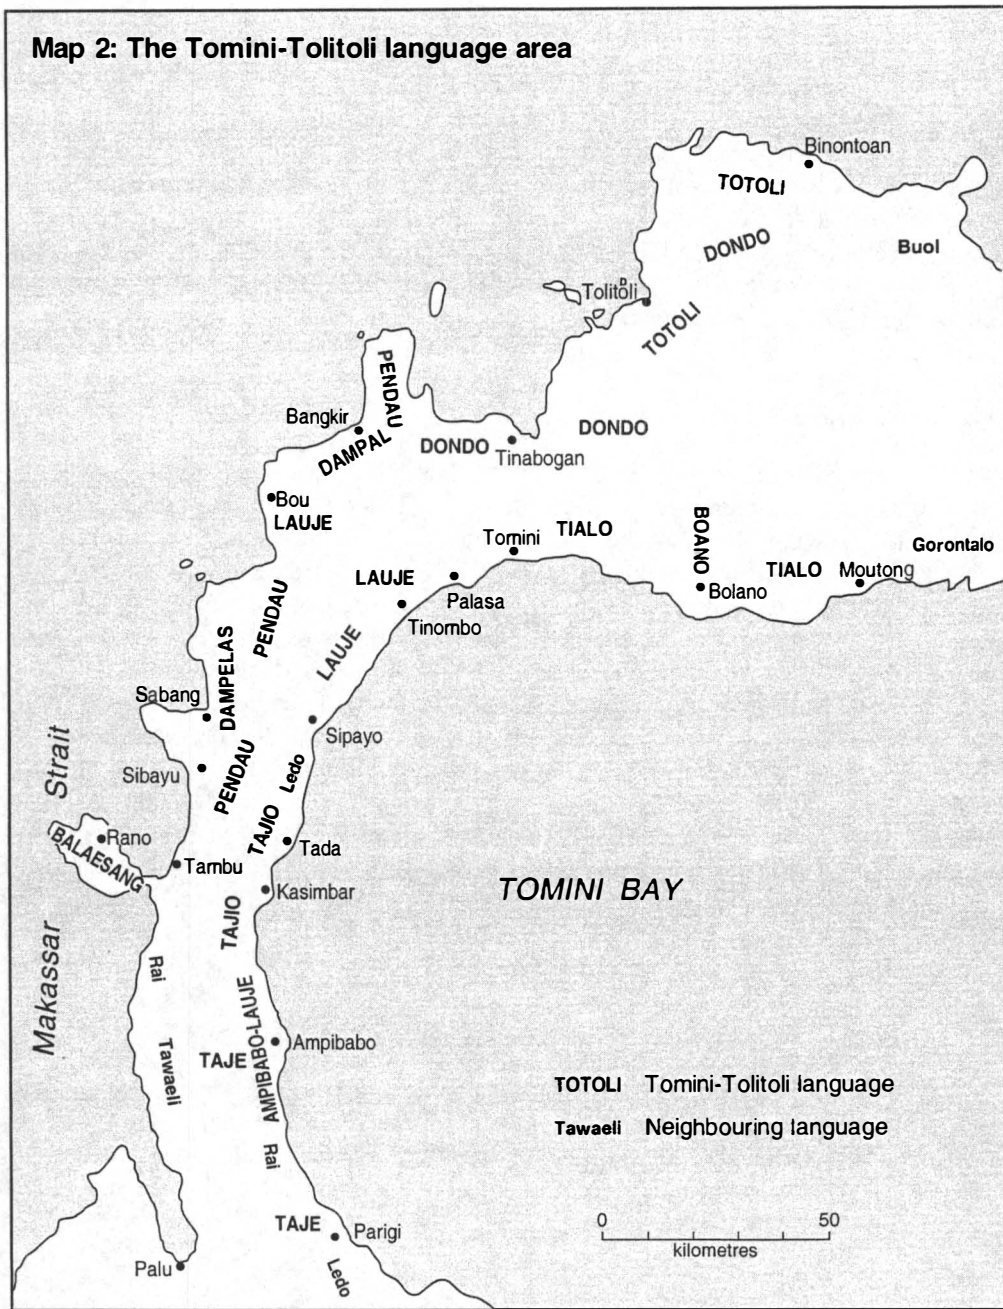 Map 2: The Tomini-Tolitoli language area
Binontoan
TOTOLI
DONDO
Buol
Tolitoli
D
TOTOLI
PENDAU
Bangkir
DAMPAL
DONDO
DONDO
Tinabogan
Bou
LAUJE
Tomini
TIALO
BOANO
Gorontalo
LAUJE
Palasa
Bolano
TIALO
Moutong
Tinombo
PENDAU
LAUJE
DAMPELAS
Sabang
Sipayo
Sibayu
PENDAU
Ledo
TAJIO
Makassar Strait
Rano
BALAESANG
Tambu
Tada
Kasimbar
TOMINI BAY
TAJIO
Rai
AMPIBABO-LAUJE
Ampibabo
TAJE
Tawaeli
TOTOLI Tomini-Tolitoli language
Tawaeli Neighbouring language
Rai
TAJE
Parigi
0 50
kilometres
Palu
Ledo